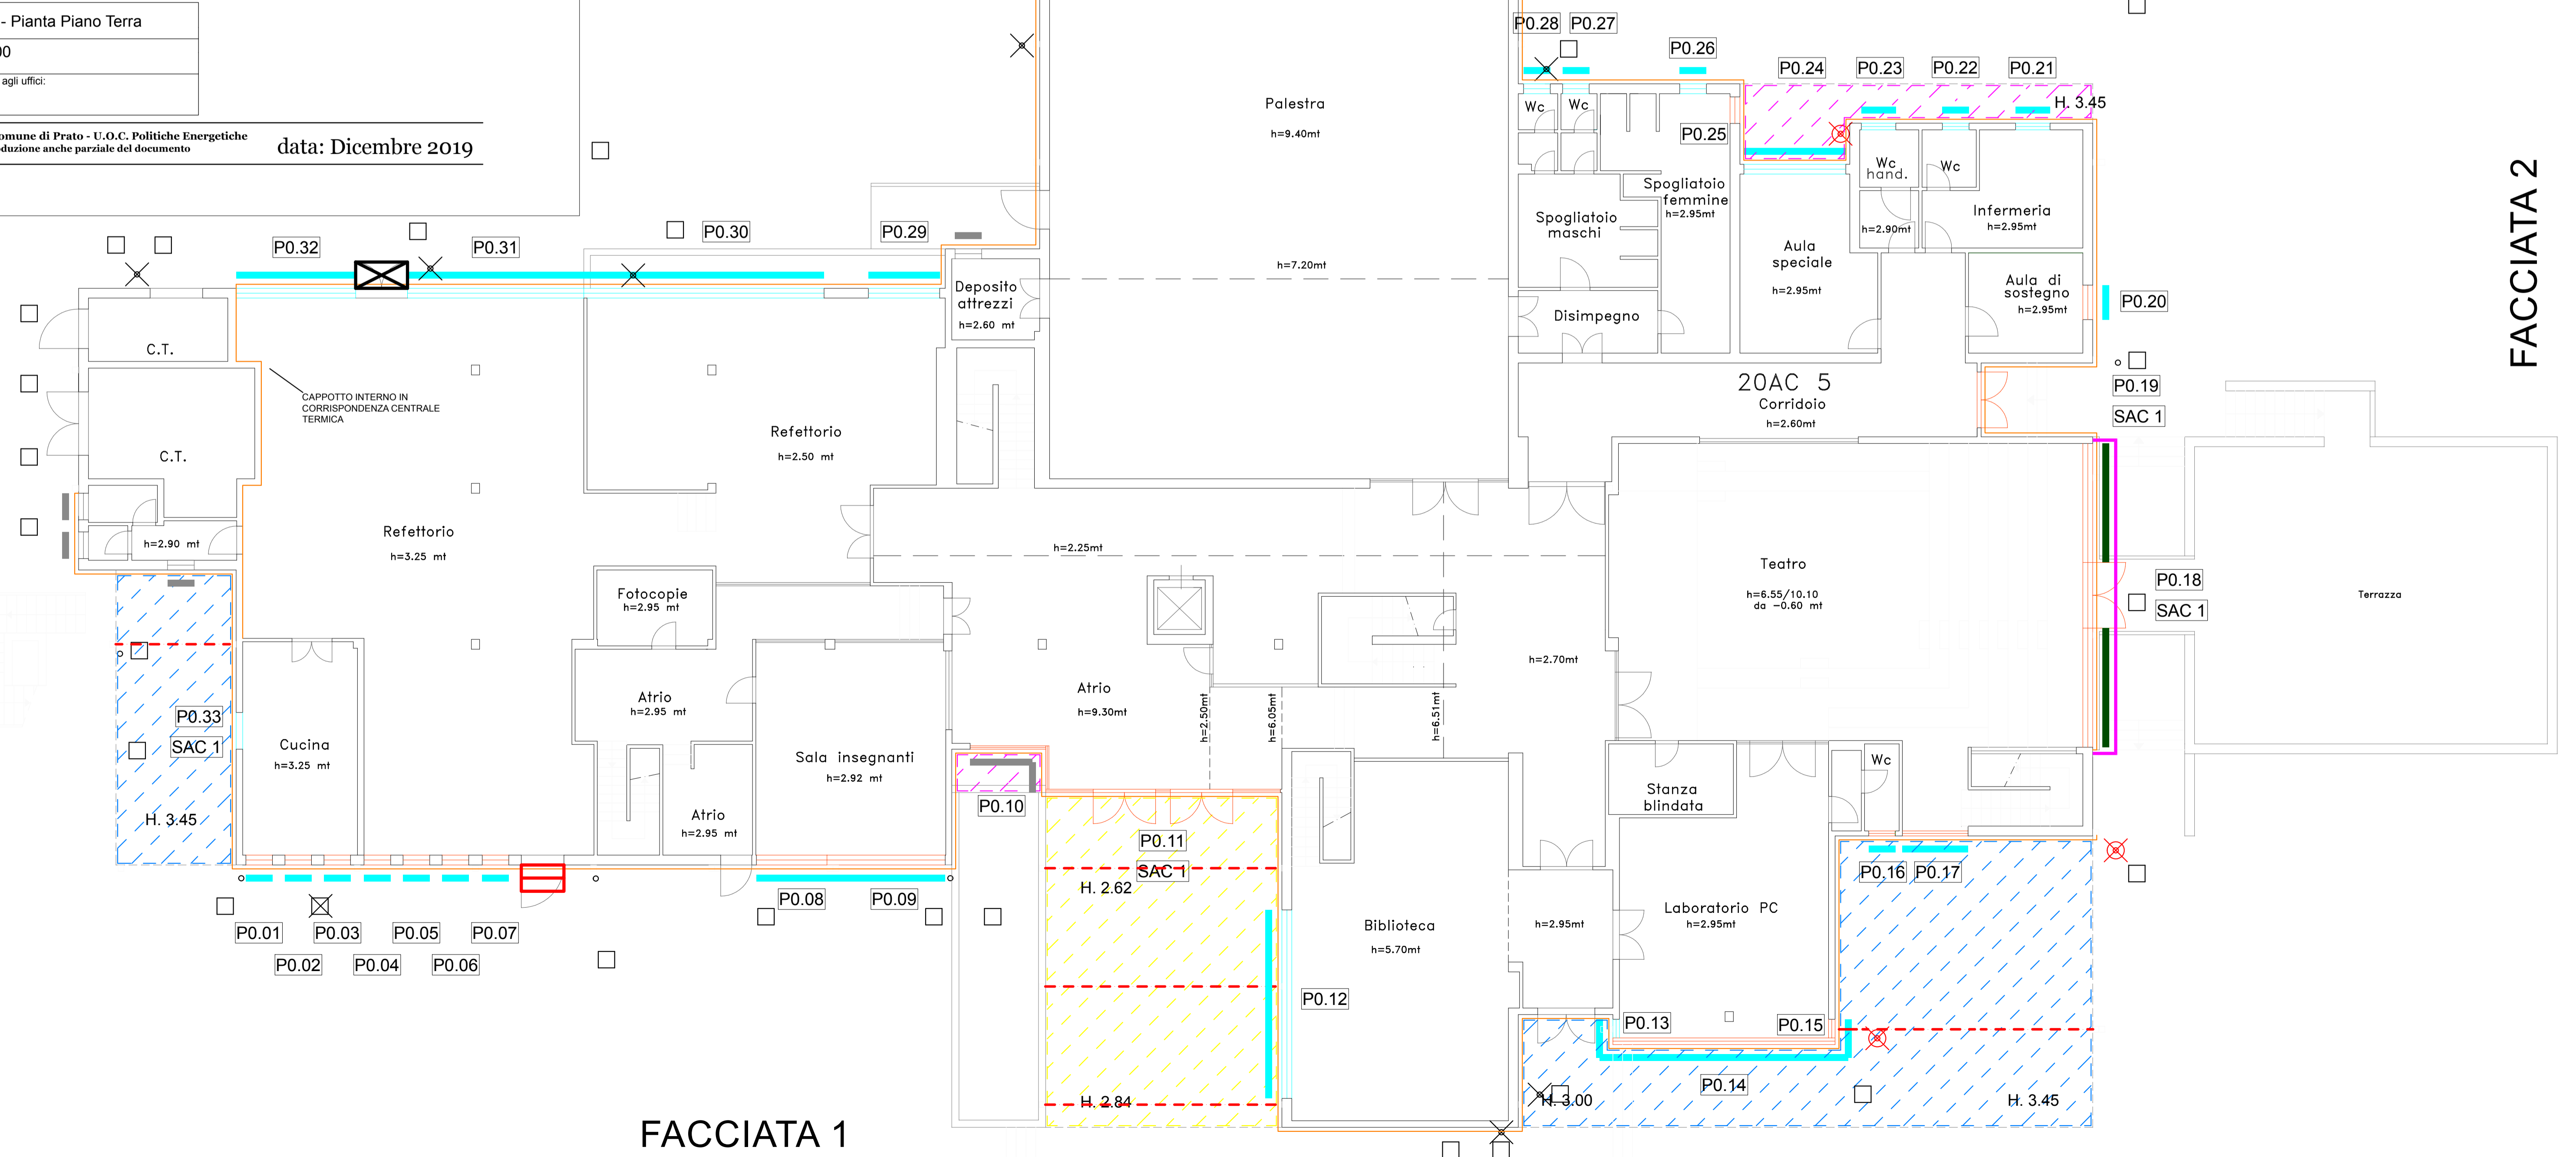 - Pianta Piano Terra
00
agli uffici:
omune di Prato - U.O.C. Politiche Energetiche
oduzione anche parziale del documento
data: Dicembre 2019
P0.28
P0.27
P0.26
P0.24
P0.23
P0.22
P0.21
H. 3.45
P0.25
Palestra
h=9.40mt
h=7.20mt
Wc
Wc
Spogliatoio
femmine
h=2.95mt
Spogliatoio
maschi
Disimpegno
Aula
speciale
h=2.95mt
Wc
hand.
Wc
h=2.90mt
Infermeria
h=2.95mt
Aula di
sostegno
h=2.95mt
P0.20
P0.19
SAC 1
FACCIATA 2
P0.32
P0.31
P0.30
P0.29
Deposito
attrezzi
h=2.60 mt
C.T.
C.T.
CAPPOTTO INTERNO IN
CORRISPONDENZA CENTRALE
TERMICA
20AC 5
Corridoio
h=2.60mt
Refettorio
h=2.50 mt
Refettorio
h=3.25 mt
h=2.90 mt
h=2.25mt
Teatro
h=6.55/10.10
da -0.60 mt
P0.18
SAC 1
Terrazza
Fotocopie
h=2.95 mt
Atrio
h=2.95 mt
Atrio
h=9.30mt
h=2.50mt
h=6.05mt
h=6.51mt
h=2.70mt
P0.33
SAC 1
H. 3.45
Cucina
h=3.25 mt
Sala insegnanti
h=2.92 mt
Atrio
h=2.95 mt
P0.10
P0.11
SAC 1
H. 2.62
Stanza
blindata
Wc
P0.16
P0.17
P0.08
P0.09
P0.01
P0.03
P0.05
P0.07
P0.02
P0.04
P0.06
Biblioteca
h=5.70mt
h=2.95mt
Laboratorio PC
h=2.95mt
P0.12
P0.13
P0.15
P0.14
H. 2.84
H. 3.00
H. 3.45
FACCIATA 1